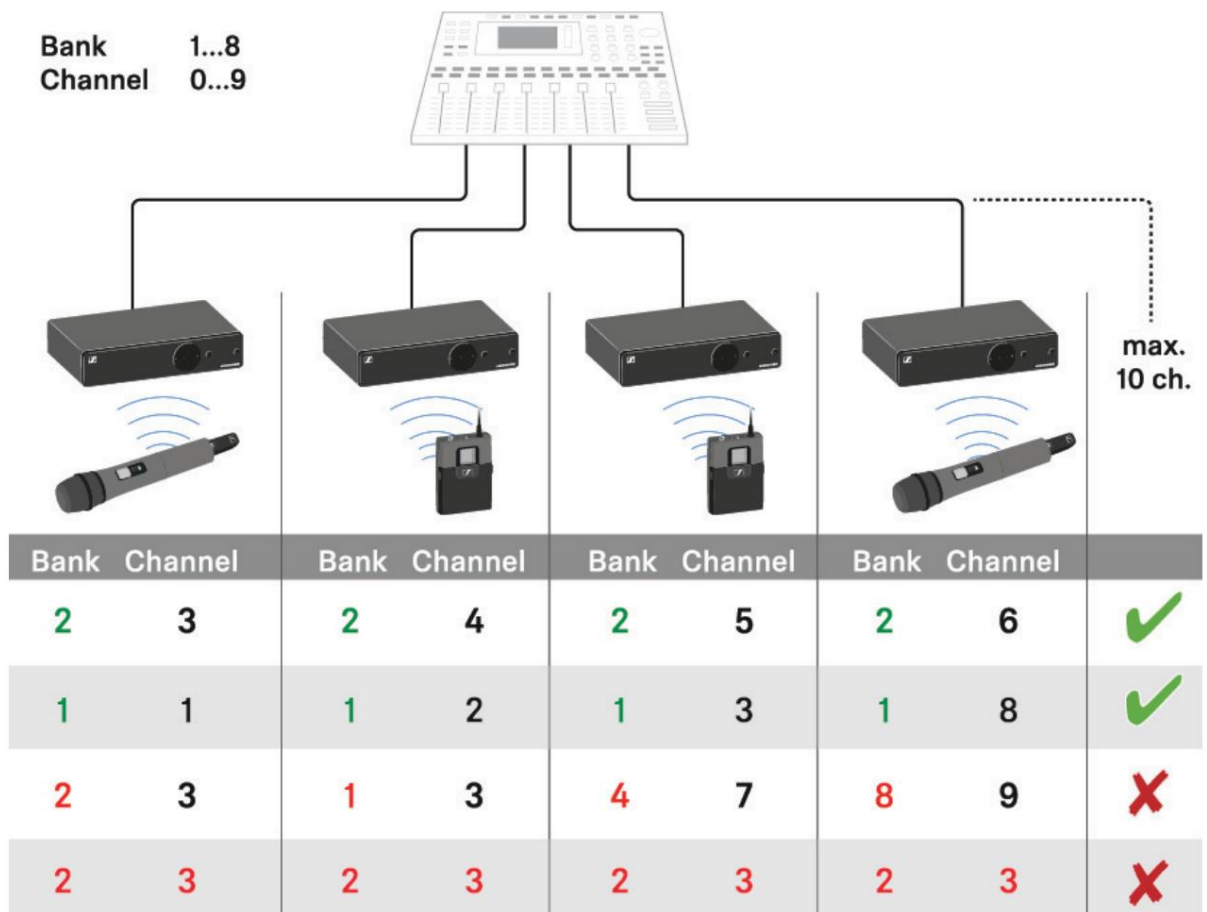 Bank 1...8
Channel 0...9
max.
10 ch.
Bank Channel Bank Channel Bank Channel Bank Channel
2 3 2 4 2 5 2 6
1 1 1 2 1 3 1 8
2 3 1 3 4 7 8 9
2 3 2 3 2 3 2 3